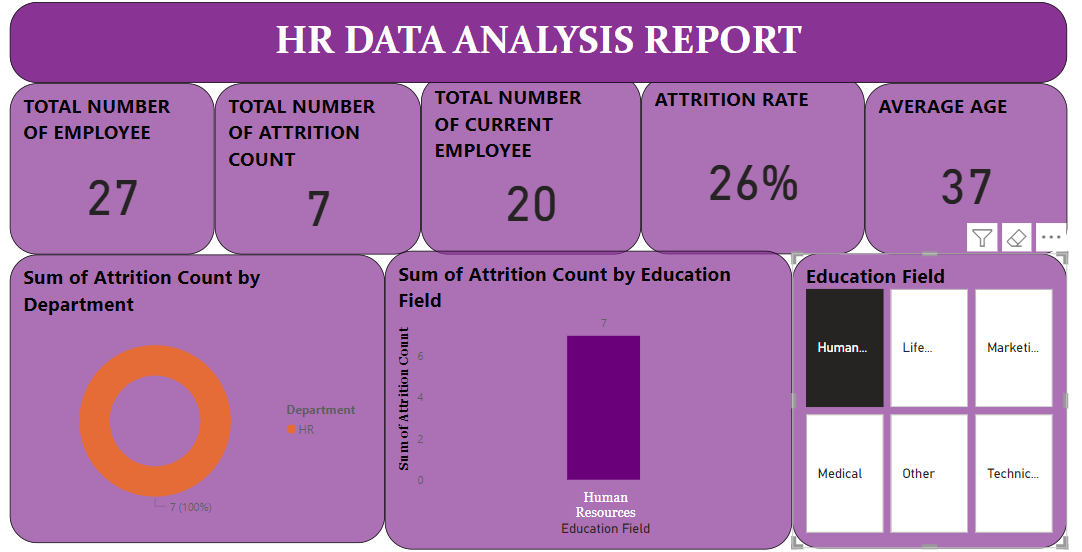 HR DATA ANALYSIS REPORT
TOTAL NUMBER
OF EMPLOYEE
27
TOTAL NUMBER
OF ATTRITION
COUNT
7
TOTAL NUMBER
OF CURRENT
EMPLOYEE
20
ATTRITION RATE
26%
AVERAGE AGE
37
Sum of Attrition Count by
Department
Department
HR
7 (100%)
Sum of Attrition Count by Education
Field
Sum of Attrition Count
6
4
2
0
7
Human
Resources
Education Field
Education Field
Human...
Life...
Marketi...
Medical
Other
Technic...